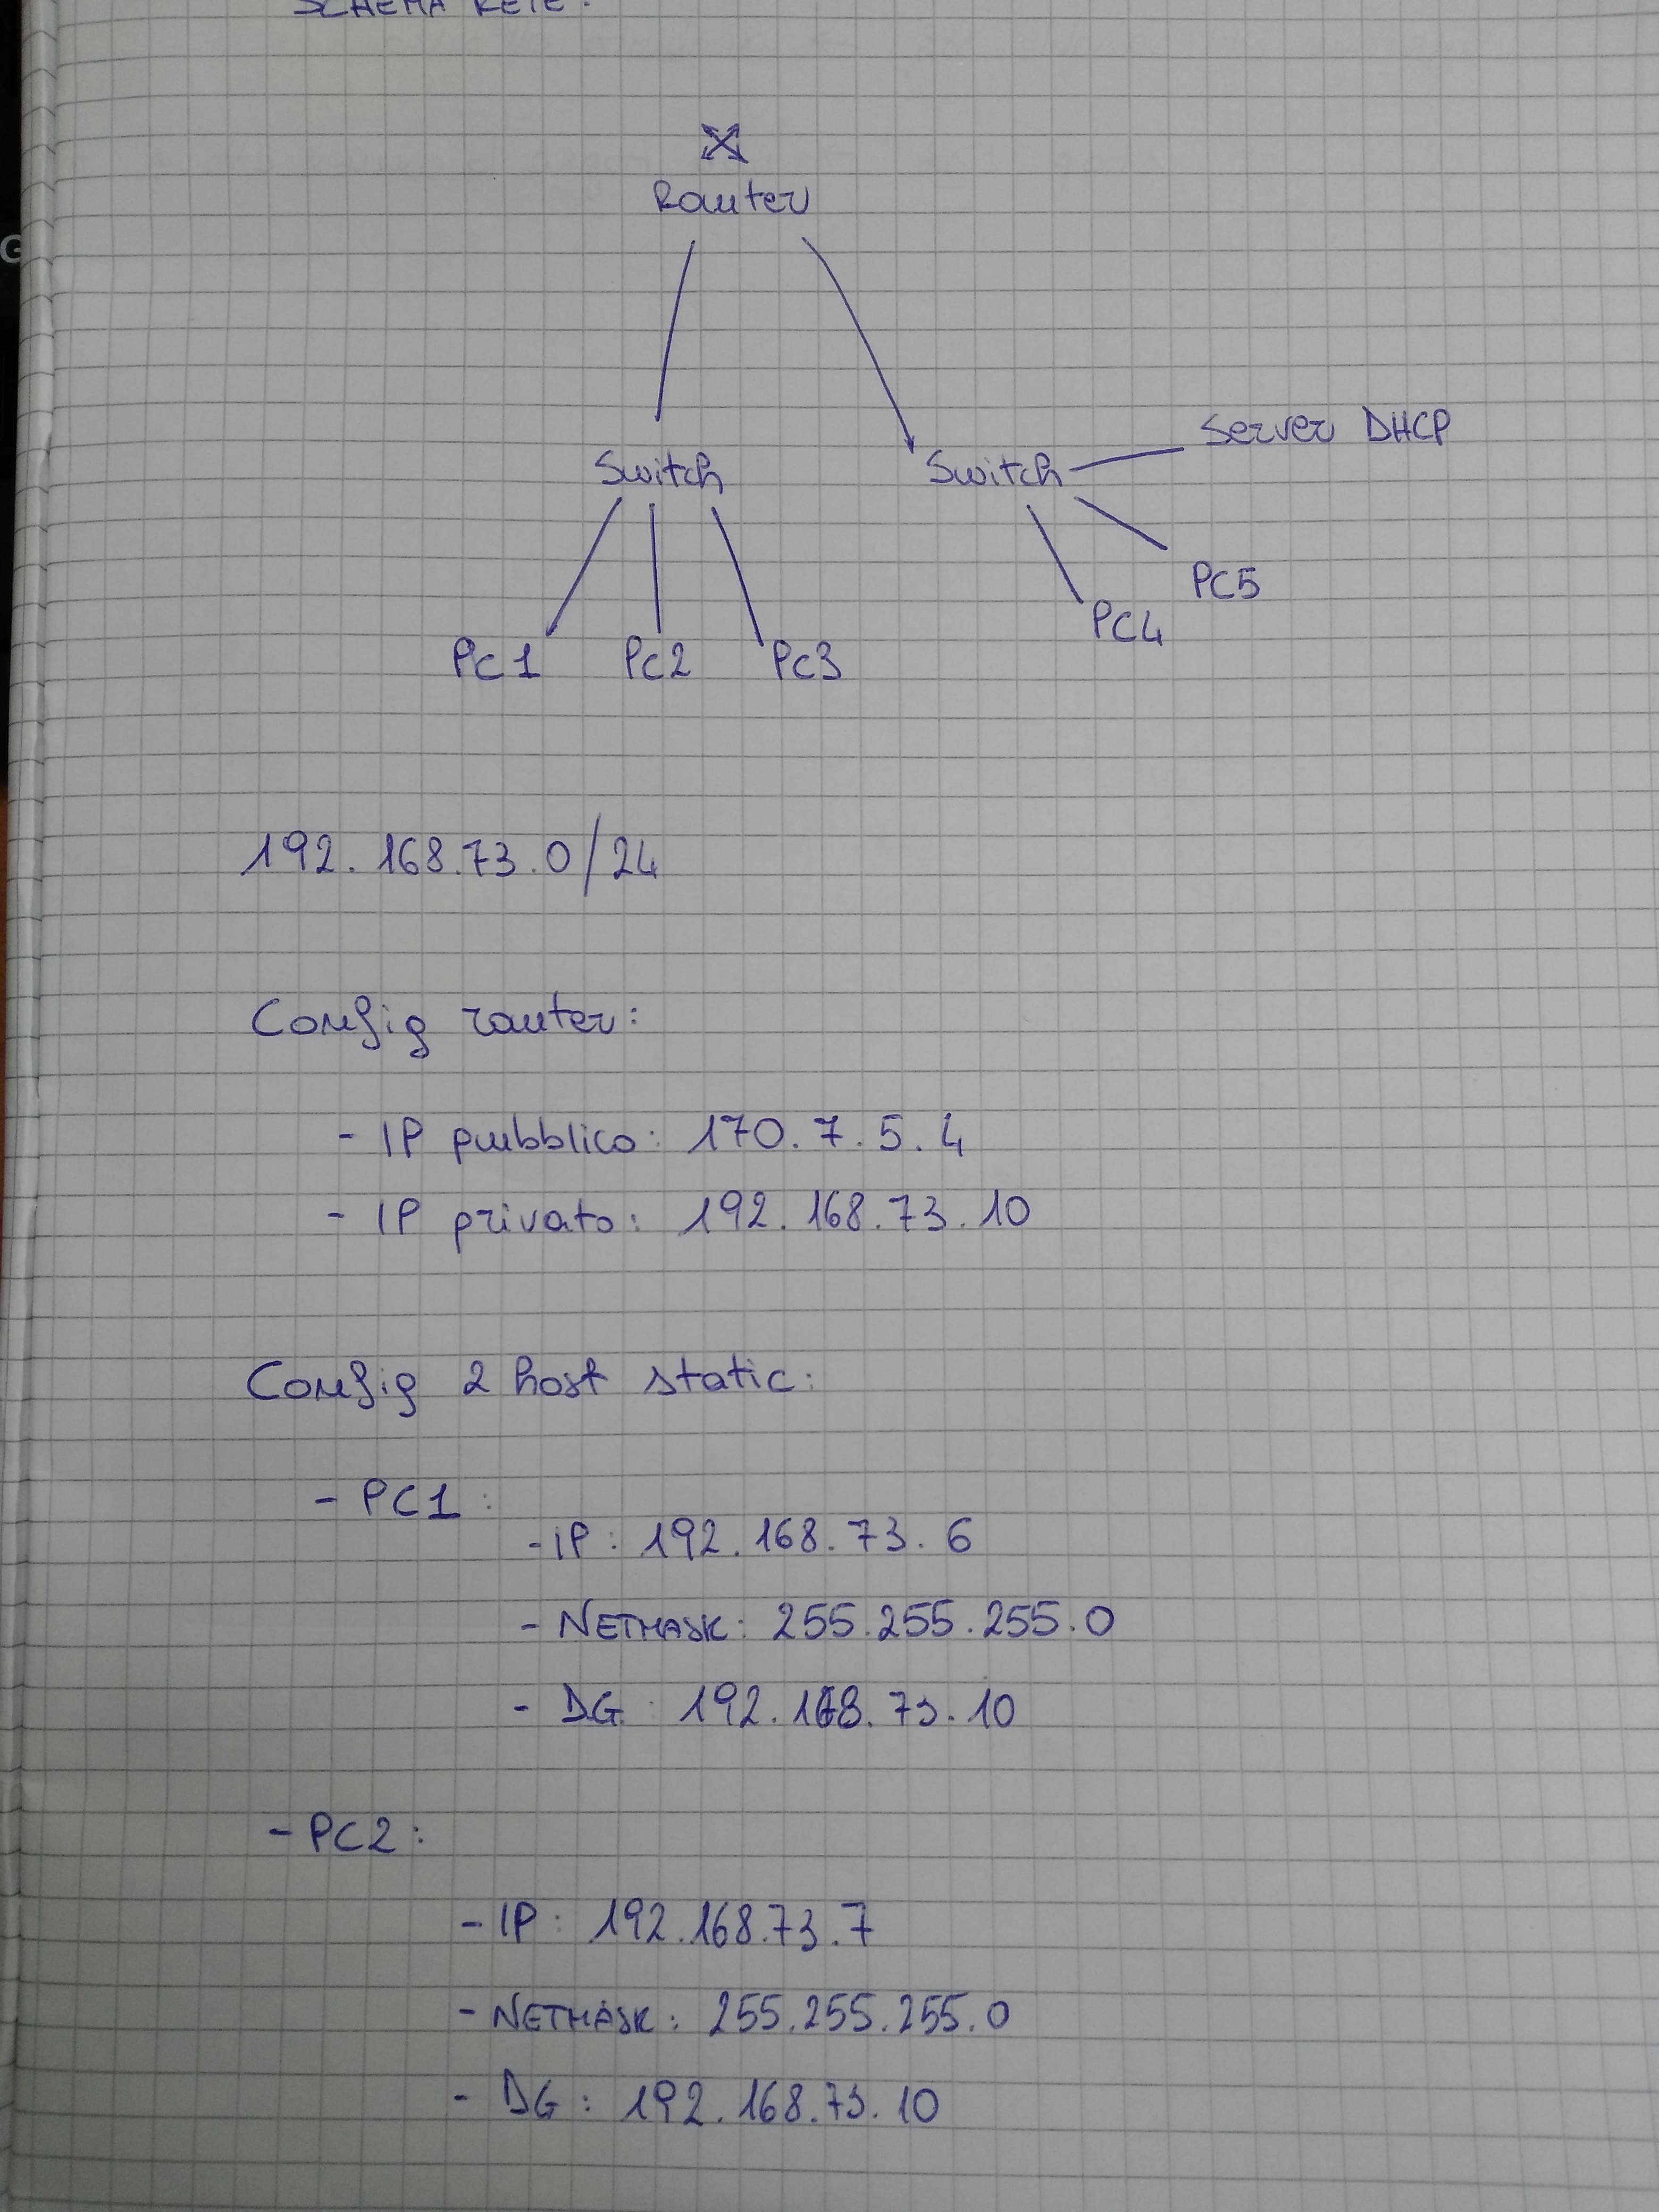 SCHEMA RETE:
Router
Server DHCP
Switch
Switch
PC5
PC4
PC1
PC2
PC3
192.168.73.0/24
Config router:
- IP pubblico: 170.7.5.4
- IP privato: 192.168.73.10
Config 2 host static:
- PC1:
- IP: 192.168.73.6
- NETMASK: 255.255.255.0
- DG: 192.168.73.10
- PC2:
- IP: 192.168.73.7
- NETMASK: 255.255.255.0
- DG: 192.168.73.10